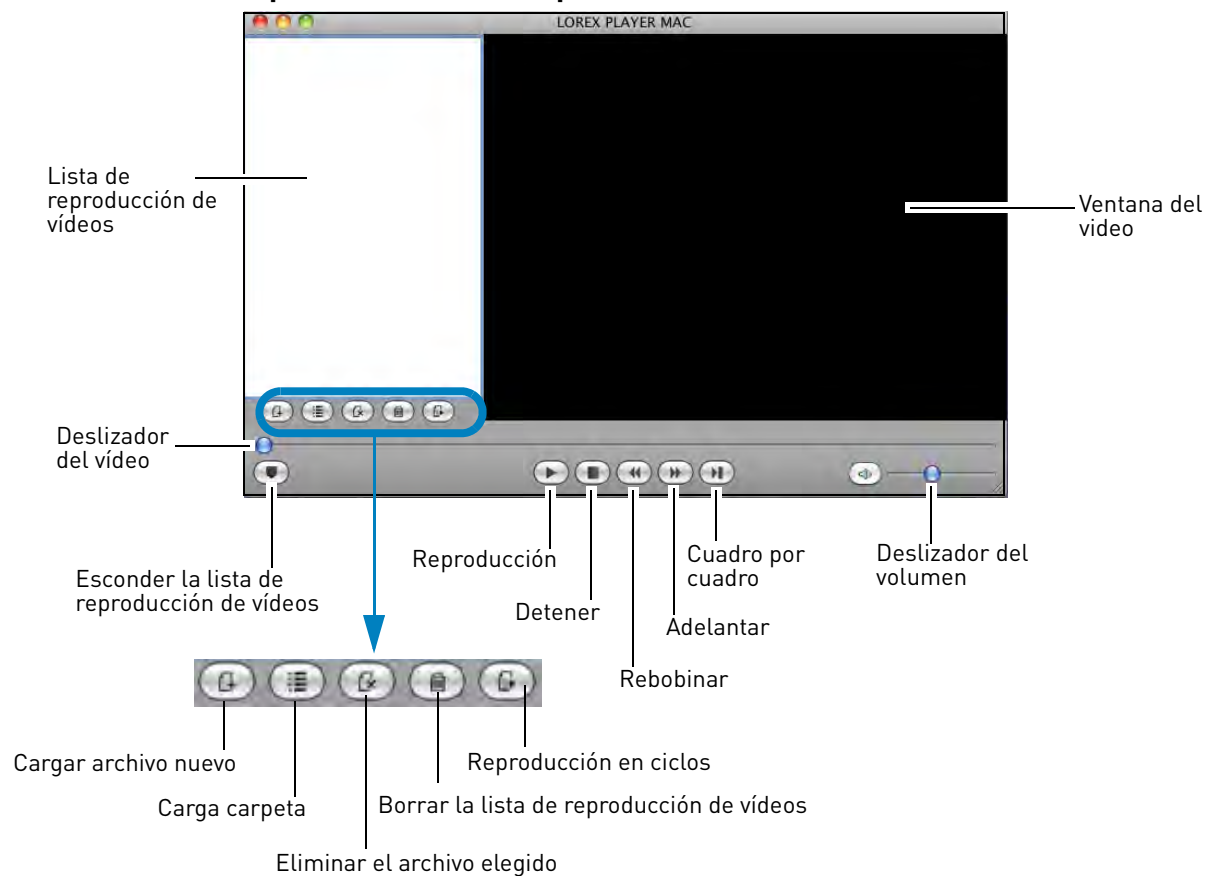 LOREX PLAYER MAC
Lista de
reproducción de
vídeos
Ventana del
video
Deslizador
del vídeo
Esconder la lista de
reproducción de vídeos
Reproducción
Detener
Rebobinar
Adelantar
Cuadro por
cuadro
Deslizador del
volumen
Cargar archivo nuevo
Carga carpeta
Eliminar el archivo elegido
Borrar la lista de reproducción de vídeos
Reproducción en ciclos